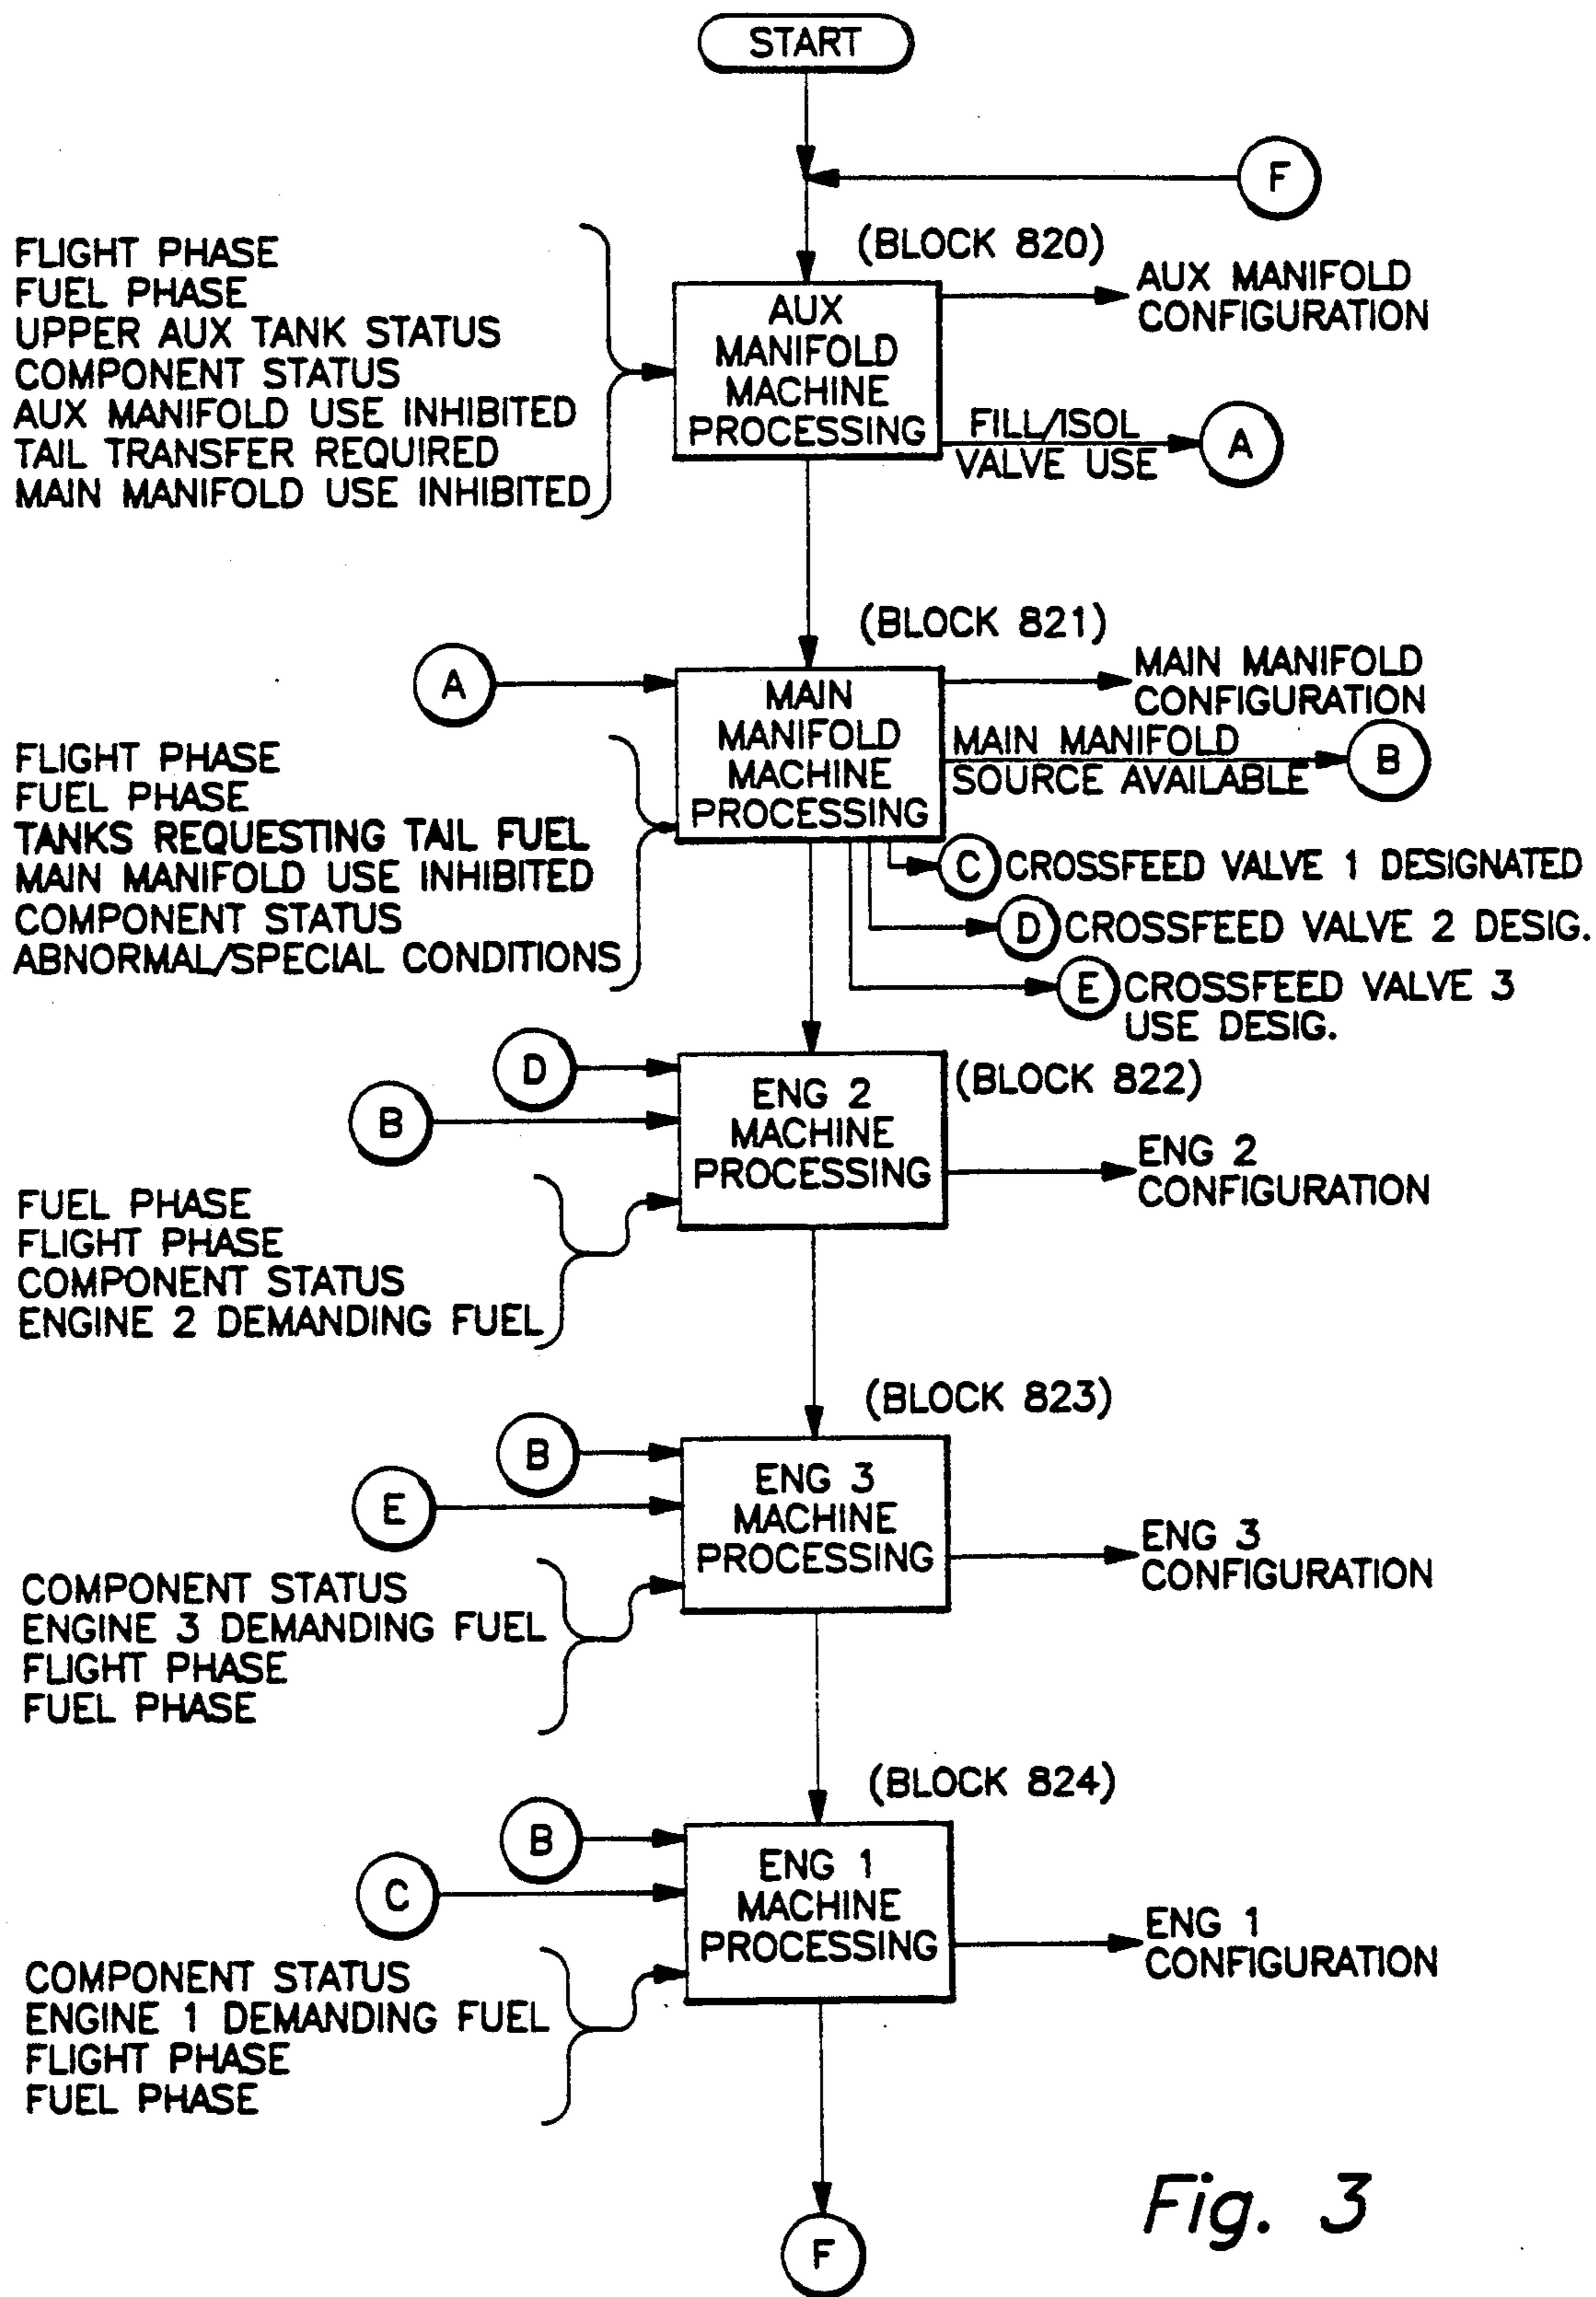 START
F
(BLOCK 820)
FLIGHT PHASE
FUEL PHASE
UPPER AUX TANK STATUS
COMPONENT STATUS
AUX MANIFOLD USE INHIBITED
TAIL TRANSFER REQUIRED
MAIN MANIFOLD USE INHIBITED
AUX
MANIFOLD
MACHINE
PROCESSING
AUX MANIFOLD
CONFIGURATION
FILL/ISOL
VALVE USE
A
(BLOCK 821)
A
FLIGHT PHASE
FUEL PHASE
TANKS REQUESTING TAIL FUEL
MAIN MANIFOLD USE INHIBITED
COMPONENT STATUS
ABNORMAL/SPECIAL CONDITIONS
MAIN
MANIFOLD
MACHINE
PROCESSING
MAIN MANIFOLD
CONFIGURATION
MAIN MANIFOLD
SOURCE AVAILABLE
B
C CROSSFEED VALVE 1 DESIGNATED
D CROSSFEED VALVE 2 DESIG.
E CROSSFEED VALVE 3
USE DESIG.
D
B
(BLOCK 822)
FUEL PHASE
FLIGHT PHASE
COMPONENT STATUS
ENGINE 2 DEMANDING FUEL
ENG 2
MACHINE
PROCESSING
ENG 2
CONFIGURATION
(BLOCK 823)
B
E
COMPONENT STATUS
ENGINE 3 DEMANDING FUEL
FLIGHT PHASE
FUEL PHASE
ENG 3
MACHINE
PROCESSING
ENG 3
CONFIGURATION
(BLOCK 824)
B
C
COMPONENT STATUS
ENGINE 1 DEMANDING FUEL
FLIGHT PHASE
FUEL PHASE
ENG 1
MACHINE
PROCESSING
ENG 1
CONFIGURATION
F
Fig. 3